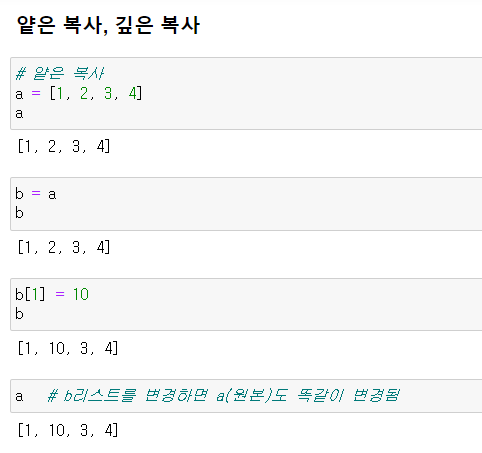 얕은 복사, 깊은 복사
# 얕은 복사
a = [1, 2, 3, 4]
a
[1, 2, 3, 4]
b = a
b
[1, 2, 3, 4]
b[1] = 10
b
[1, 10, 3, 4]
a   # b리스트를 변경하면 a(원본)도 똑같이 변경됨
[1, 10, 3, 4]